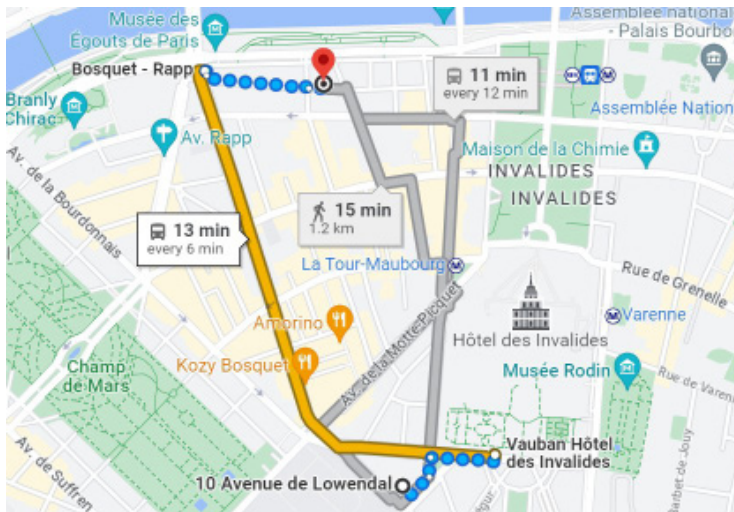 Musée des
Égouts de Paris
Assemblée national
- Palais Bourbo
Bosquet - Rapp
11 min
every 12 min
Branly
Chirac
Assemblée Nation
Av. Rapp
Maison de la Chimie
INVALIDES
INVALIDES
Av. de la Bourdonnais
15 min
1.2 km
13 min
every 6 min
La Tour-Maubourg
Rue de Grenelle
Av. de la Motte-Picquet
Amorino
Varenne
Hôtel des Invalides
Kozy Bosquet
Champ
de Mars
Musée Rodin
Rue de Varen
Av. de Suffren
Vauban Hôtel
des Invalides
10 Avenue de Lowendal
Ségur
arbet de Jouy